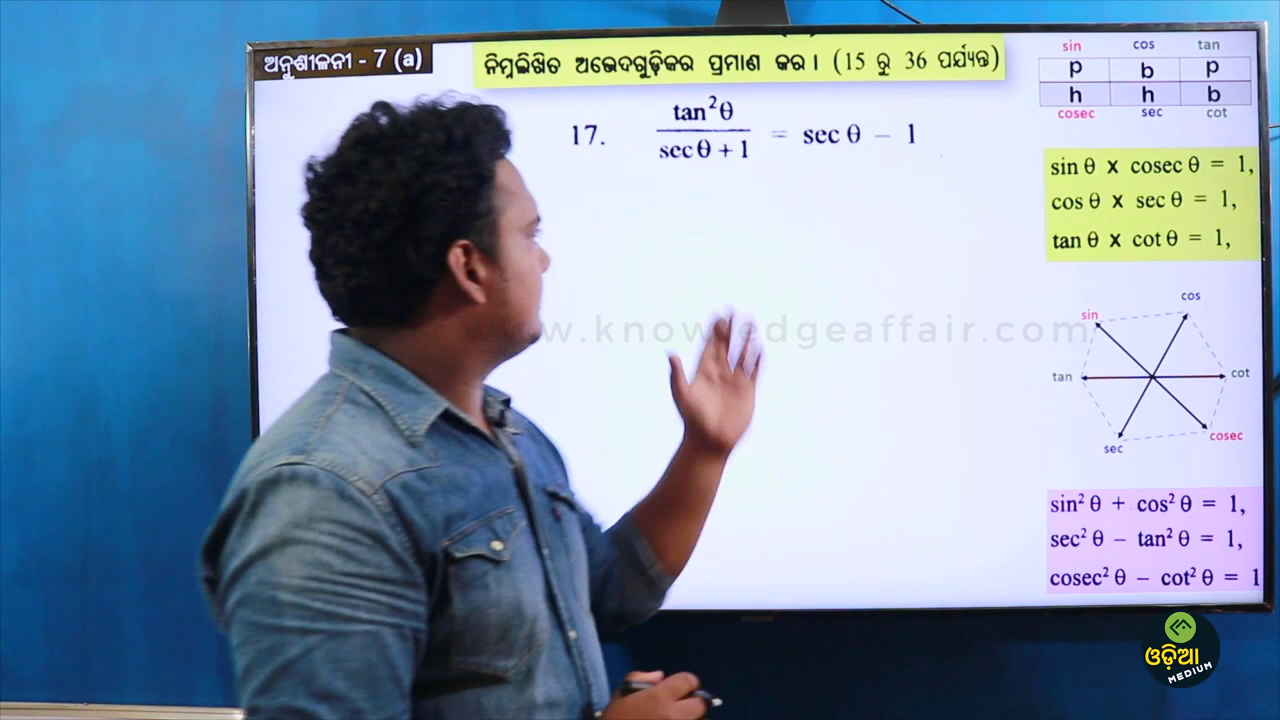 ଅନୁଶୀଳନୀ - 7 (a)
ନିମ୍ନଲିଖିତ ଅଭେଦଗୁଡ଼ିକର ପ୍ରମାଣ କର। (15 ରୁ 36 ପର୍ଯ୍ୟନ୍ତ)
17. tan²θ / (sec θ + 1) = sec θ – 1
sin cos tan
p b p
h h b
cosec sec cot
sin θ x cosec θ = 1,
cos θ x sec θ = 1,
tan θ x cot θ = 1,
cos
sin
tan
cot
sec
cosec
sin² θ + cos² θ = 1,
sec² θ – tan² θ = 1,
cosec² θ – cot² θ = 1
www.knowledgeaffair.com
ଓଡ଼ିଆ
MEDIUM